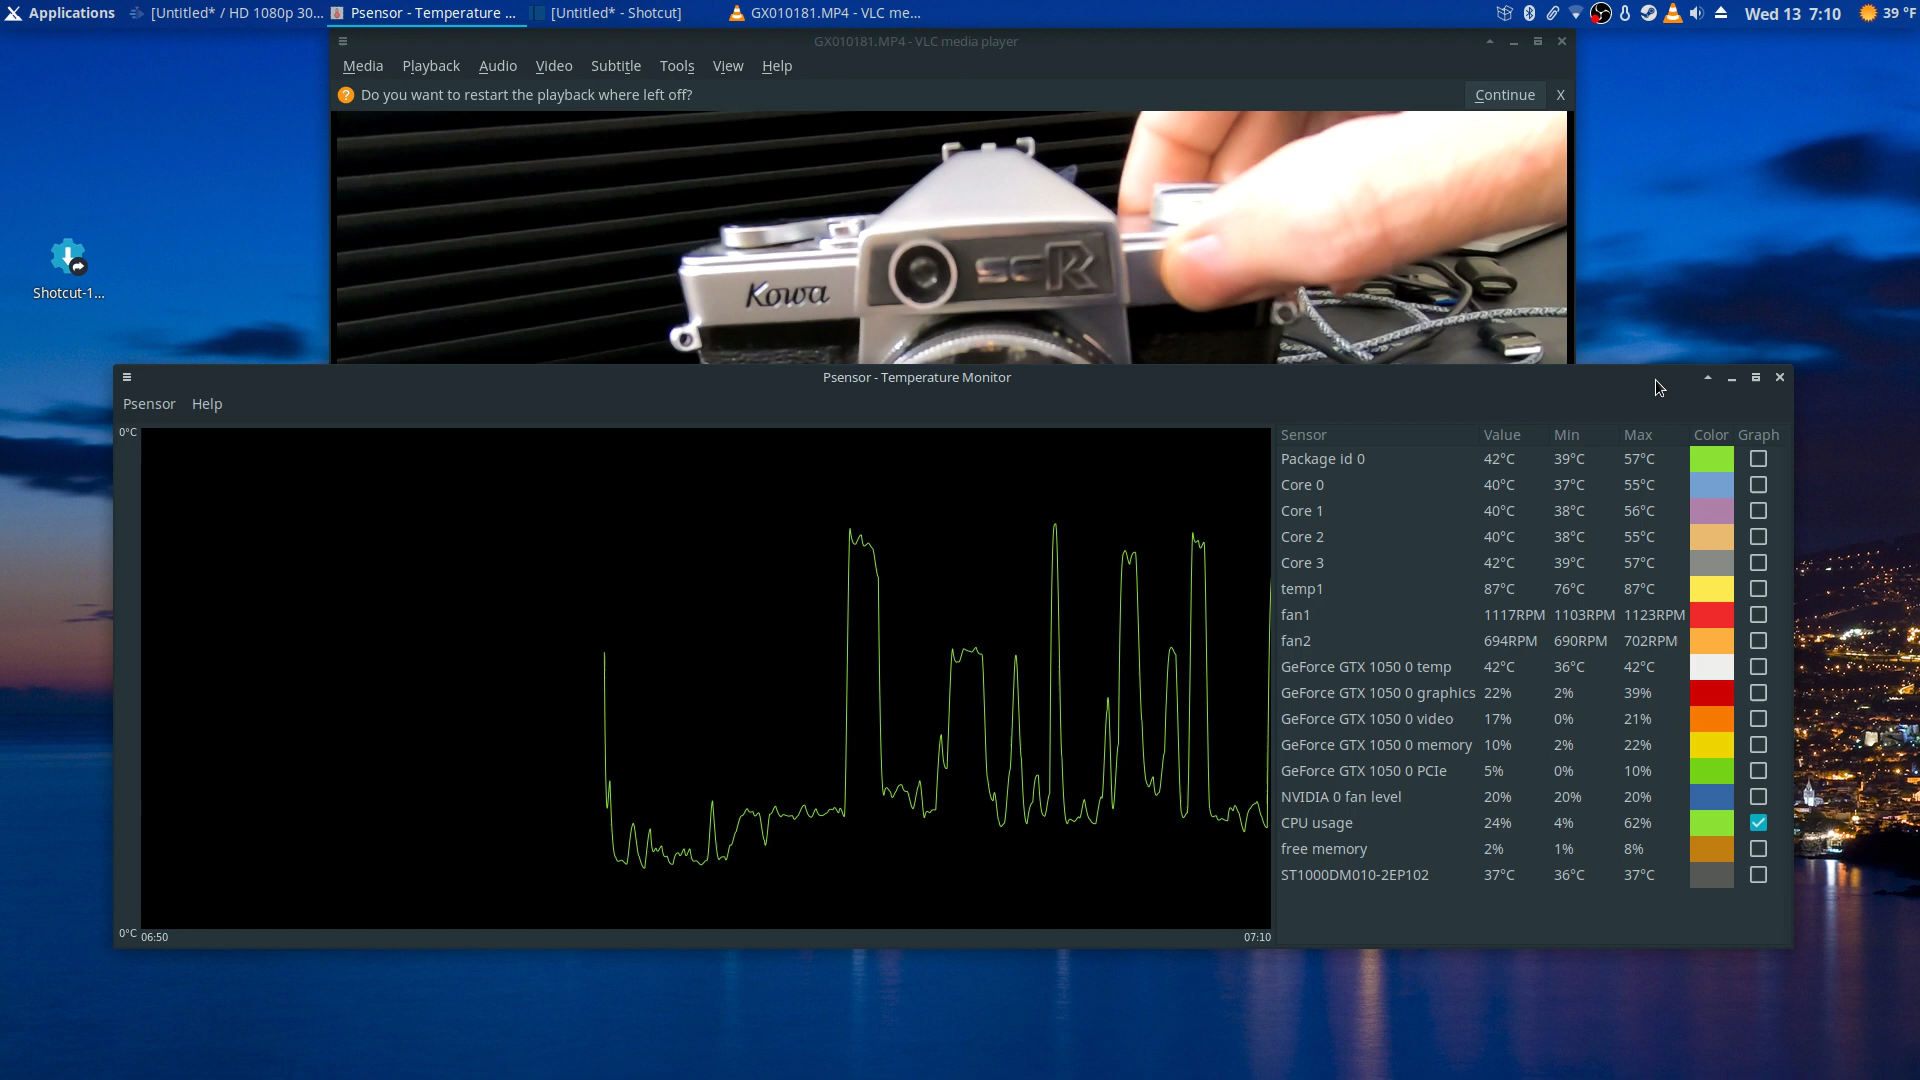 Applications
[Untitled* / HD 1080p 30...
Psensor - Temperature ...
[Untitled* - Shotcut]
GX010181.MP4 - VLC me...
Wed 13 7:10
39 °F
GX010181.MP4 - VLC media player
Media Playback Audio Video Subtitle Tools View Help
Do you want to restart the playback where left off?
Continue X
Kowa
SER
Shotcut-1...
Psensor - Temperature Monitor
Psensor Help
0°C
0°C
06:50
07:10
Sensor Value Min Max Color Graph
Package id 0 42°C 39°C 57°C
Core 0 40°C 37°C 55°C
Core 1 40°C 38°C 56°C
Core 2 40°C 38°C 55°C
Core 3 42°C 39°C 57°C
temp1 87°C 76°C 87°C
fan1 1117RPM 1103RPM 1123RPM
fan2 694RPM 690RPM 702RPM
GeForce GTX 1050 0 temp 42°C 36°C 42°C
GeForce GTX 1050 0 graphics 22% 2% 39%
GeForce GTX 1050 0 video 17% 0% 21%
GeForce GTX 1050 0 memory 10% 2% 22%
GeForce GTX 1050 0 PCIe 5% 0% 10%
NVIDIA 0 fan level 20% 20% 20%
CPU usage 24% 4% 62%
free memory 2% 1% 8%
ST1000DM010-2EP102 37°C 36°C 37°C